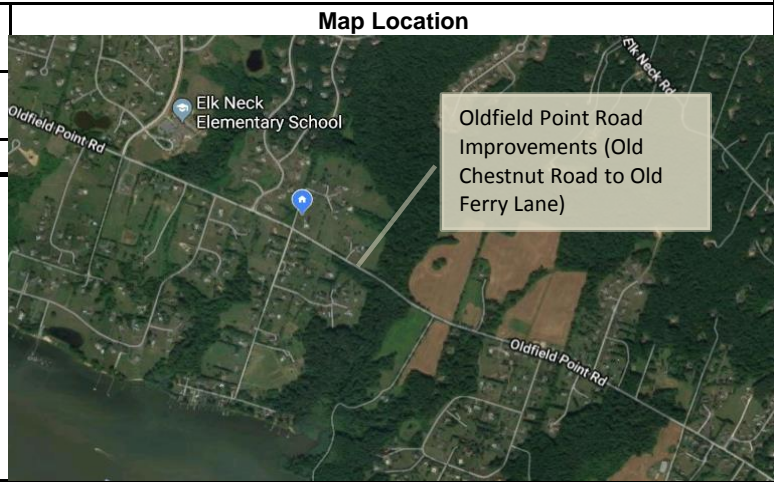 Map Location
Elk Neck Rd
Elk Neck
Elementary School
Oldfield Point Rd
Oldfield Point Road
Improvements (Old
Chestnut Road to Old
Ferry Lane)
Oldfield Point Rd